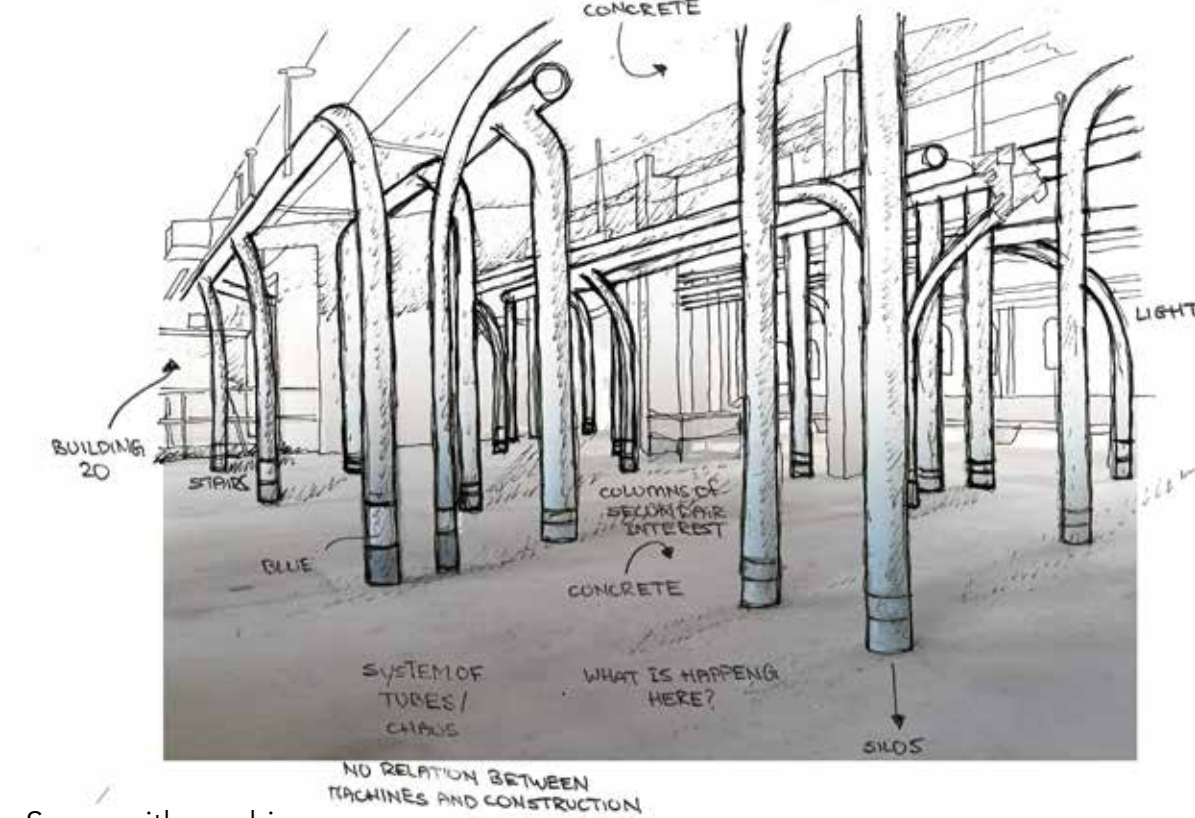 CONCRETE
LIGHT
BUILDING
20
STAIRS
COLUMNS OF
SECUNDAIR
INTEREST
BLUE
CONCRETE
SYSTEM OF
TUBES/
CHAOS
WHAT IS HAPPENG
HERE?
SILOS
NO RELATION BETWEEN
MACHINES AND CONSTRUCTION